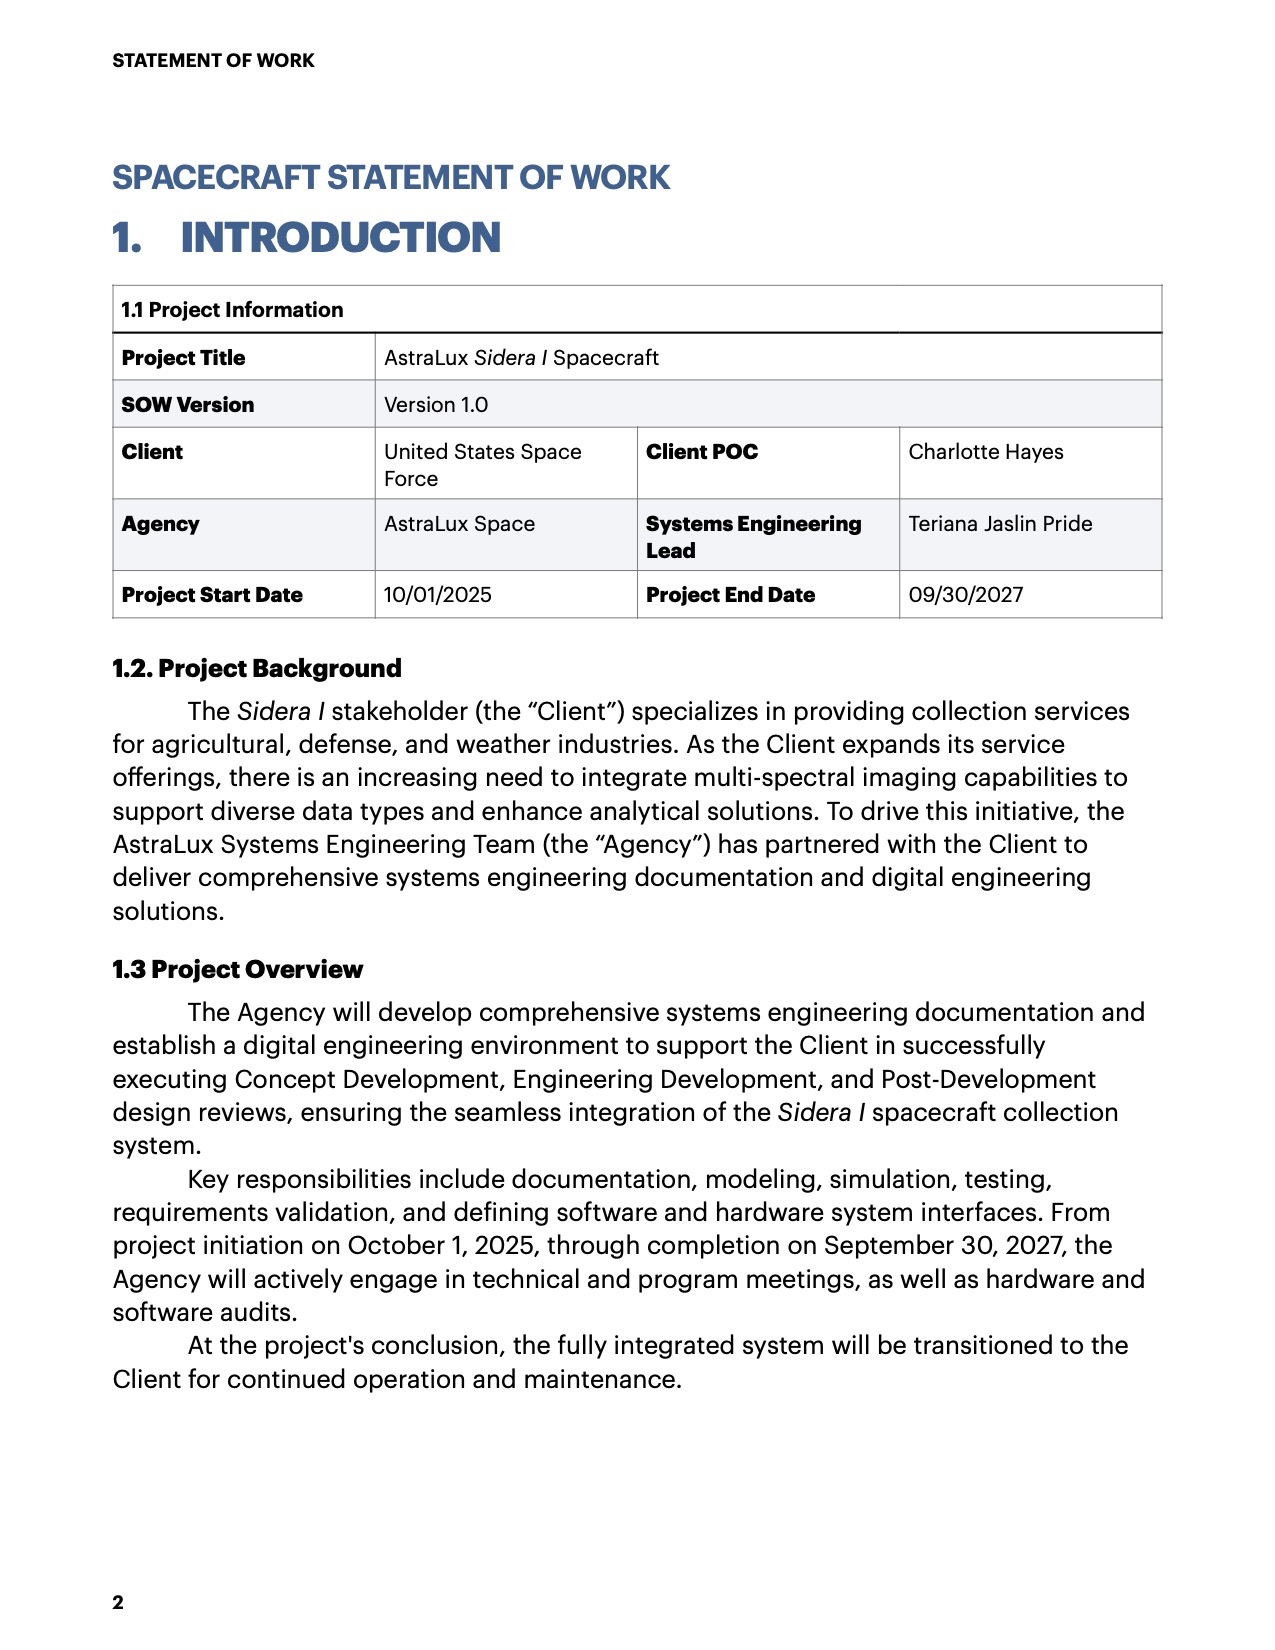 STATEMENT OF WORK
SPACECRAFT STATEMENT OF WORK
1. INTRODUCTION
1.1 Project Information
Project Title AstraLux Sidera I Spacecraft
SOW Version Version 1.0
Client United States Space Force Client POC Charlotte Hayes
Agency AstraLux Space Systems Engineering Lead Teriana Jaslin Pride
Project Start Date 10/01/2025 Project End Date 09/30/2027
1.2. Project Background
The Sidera I stakeholder (the “Client”) specializes in providing collection services
for agricultural, defense, and weather industries. As the Client expands its service
offerings, there is an increasing need to integrate multi-spectral imaging capabilities to
support diverse data types and enhance analytical solutions. To drive this initiative, the
AstraLux Systems Engineering Team (the “Agency”) has partnered with the Client to
deliver comprehensive systems engineering documentation and digital engineering
solutions.
1.3 Project Overview
The Agency will develop comprehensive systems engineering documentation and
establish a digital engineering environment to support the Client in successfully
executing Concept Development, Engineering Development, and Post-Development
design reviews, ensuring the seamless integration of the Sidera I spacecraft collection
system.
Key responsibilities include documentation, modeling, simulation, testing,
requirements validation, and defining software and hardware system interfaces. From
project initiation on October 1, 2025, through completion on September 30, 2027, the
Agency will actively engage in technical and program meetings, as well as hardware and
software audits.
At the project's conclusion, the fully integrated system will be transitioned to the
Client for continued operation and maintenance.
2